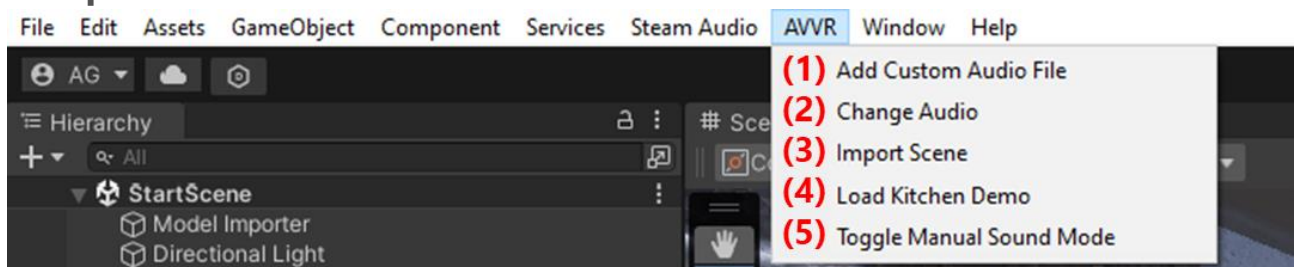 File Edit Assets GameObject Component Services Steam Audio AVVR Window Help
AG
(1) Add Custom Audio File
Hierarchy
# Sce
(2) Change Audio
All
(3) Import Scene
StartScene
(4) Load Kitchen Demo
Model Importer
(5) Toggle Manual Sound Mode
Directional Light